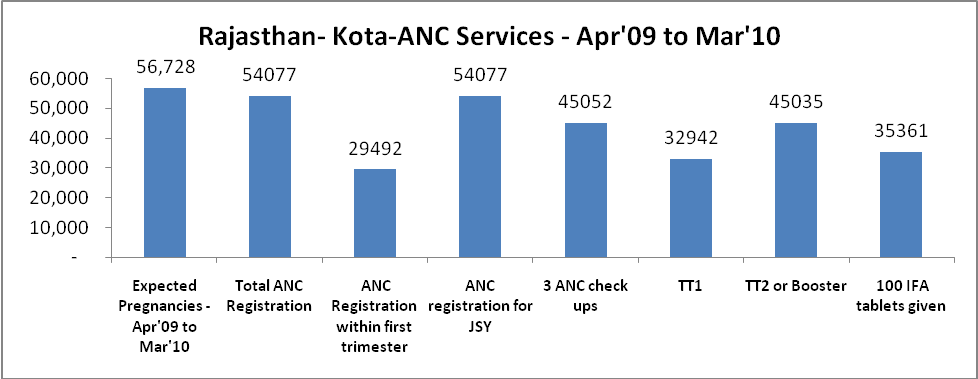 Rajasthan- Kota-ANC Services - Apr'09 to Mar'10
56,728
54077
29492
54077
45052
32942
45035
35361
60,000
50,000
40,000
30,000
20,000
10,000
-
Expected
Pregnancies -
Apr'09 to
Mar'10
Total ANC
Registration
ANC
Registration
within first
trimester
ANC
registration for
JSY
3 ANC check
ups
TT1
TT2 or Booster
100 IFA
tablets given